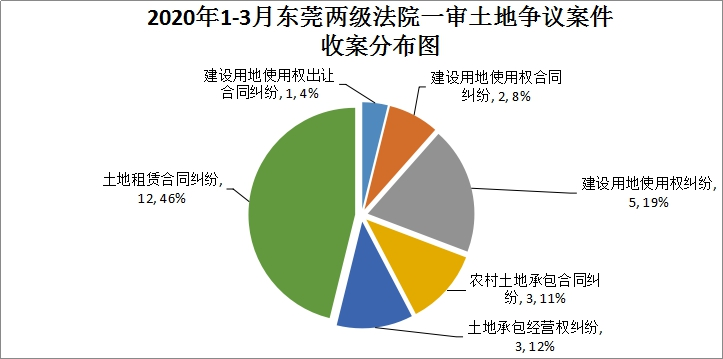 2020年1-3月东莞两级法院一审土地争议案件
收案分布图
建设用地使用权出让
合同纠纷, 1, 4%
建设用地使用权合同
纠纷, 2, 8%
土地租赁合同纠纷,
12, 46%
建设用地使用权纠纷,
5, 19%
农村土地承包合同纠
纷, 3, 11%
土地承包经营权纠纷,
3, 12%